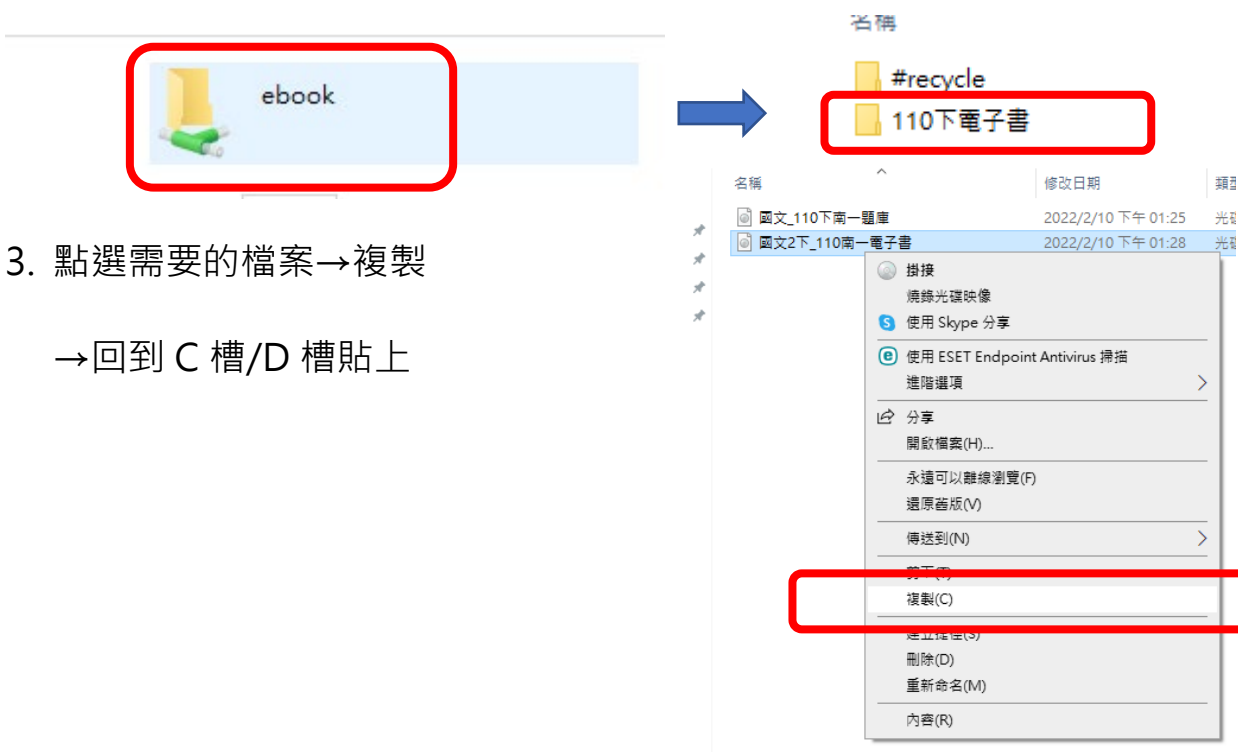 ebook
名稱
#recycle
110下電子書
3. 點選需要的檔案→複製
→回到 C 槽/D 槽貼上
名稱 修改日期
國文_110下南一題庫 2022/2/10 下午 01:25
國文2下_110南一電子書 2022/2/10 下午 01:28
掛接
燒錄光碟映像
使用 Skype 分享
使用 ESET Endpoint Antivirus 掃描
進階選項
分享
開啟檔案(H)...
永遠可以離線瀏覽(F)
還原舊版(V)
傳送到(N)
剪下(T)
複製(C)
建立捷徑(S)
刪除(D)
重新命名(M)
內容(R)